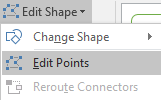 Edit Shape
Change Shape
Edit Points
Reroute Connectors